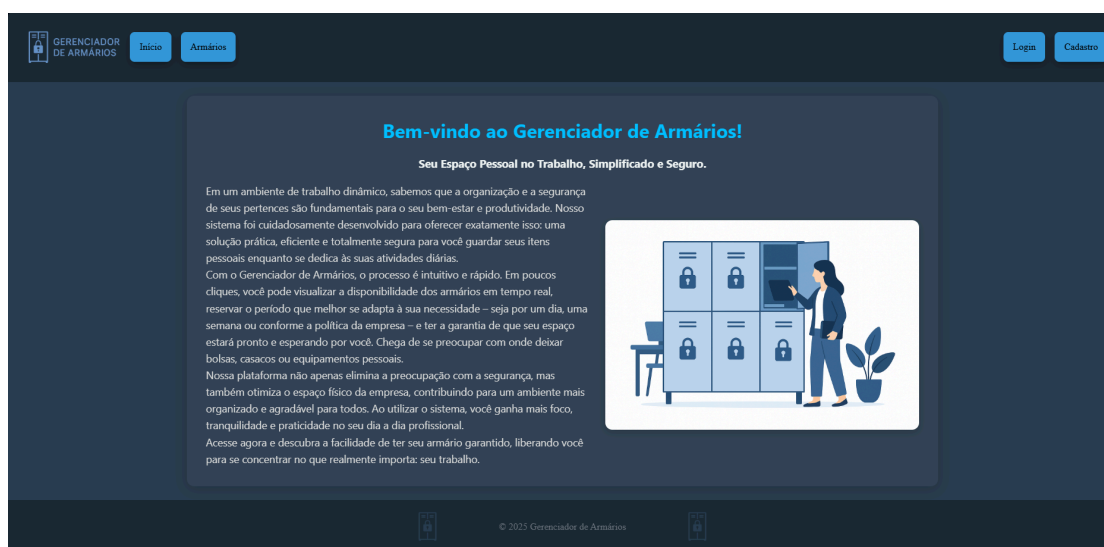 GERENCIADOR
DE ARMÁRIOS
Início
Armários
Login
Cadastro
Bem-vindo ao Gerenciador de Armários!
Seu Espaço Pessoal no Trabalho, Simplificado e Seguro.
Em um ambiente de trabalho dinâmico, sabemos que a organização e a segurança
de seus pertences são fundamentais para o seu bem-estar e produtividade. Nosso
sistema foi cuidadosamente desenvolvido para oferecer exatamente isso: uma
solução prática, eficiente e totalmente segura para você guardar seus itens
pessoais enquanto se dedica às suas atividades diárias.
Com o Gerenciador de Armários, o processo é intuitivo e rápido. Em poucos
cliques, você pode visualizar a disponibilidade dos armários em tempo real,
reservar o período que melhor se adapta à sua necessidade – seja por um dia, uma
semana ou conforme a política da empresa – e ter a garantia de que seu espaço
estará pronto e esperando por você. Chega de se preocupar com onde deixar
bolsas, casacos ou equipamentos pessoais.
Nossa plataforma não apenas elimina a preocupação com a segurança, mas
também otimiza o espaço físico da empresa, contribuindo para um ambiente mais
organizado e agradável para todos. Ao utilizar o sistema, você ganha mais foco,
tranquilidade e praticidade no seu dia a dia profissional.
Acesse agora e descubra a facilidade de ter seu armário garantido, liberando você
para se concentrar no que realmente importa: seu trabalho.
© 2025 Gerenciador de Armários